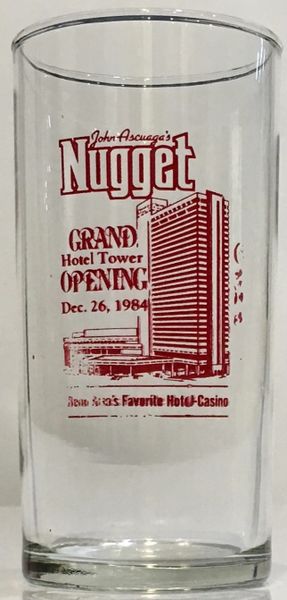 John Ascuaga's
Nugget
GRAND
Hotel Tower
OPENING
Dec. 26, 1984
Reno Area's Favorite Hotel-Casino